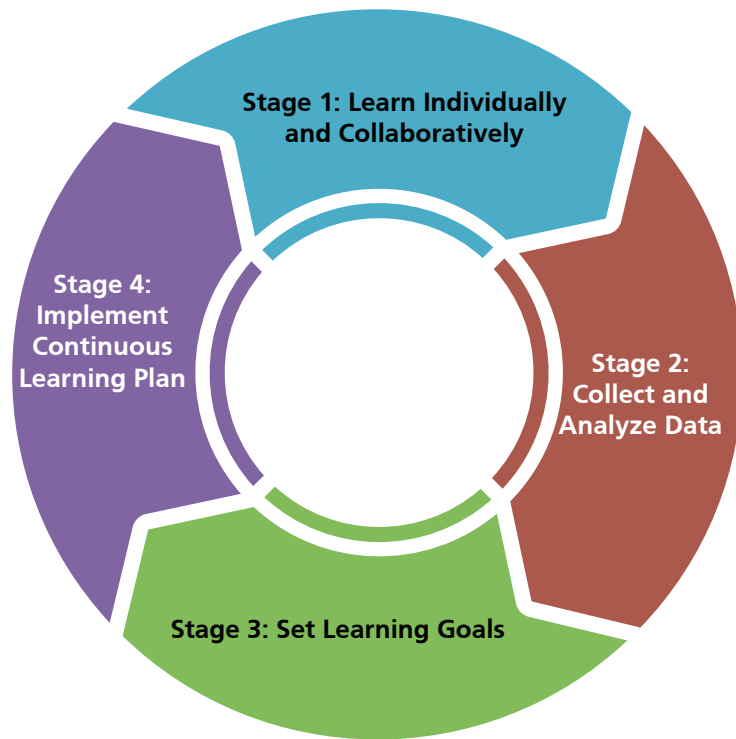 Stage 1: Learn Individually
and Collaboratively
Stage 2:
Collect and
Analyze Data
Stage 3: Set Learning Goals
Stage 4:
Implement
Continuous
Learning Plan